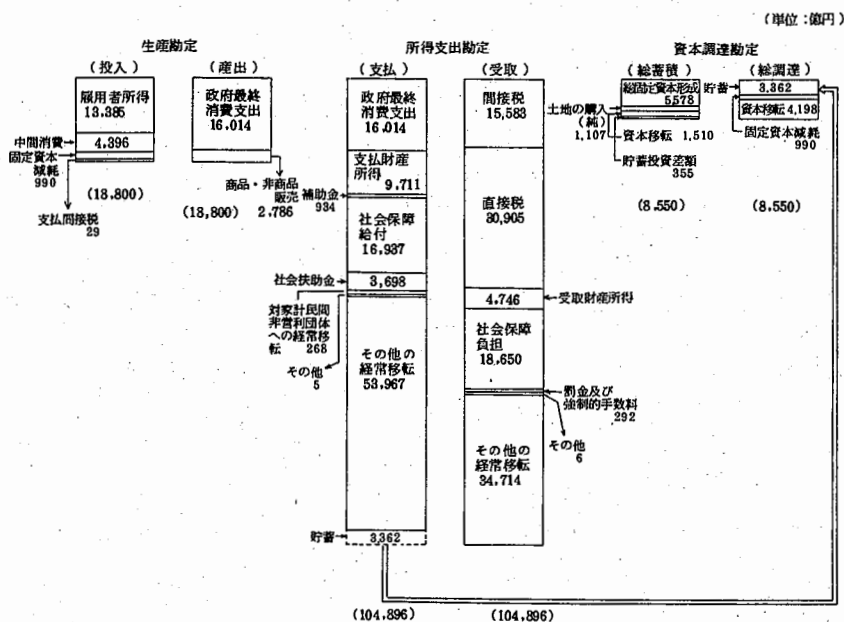 (単位:億円)
生産勘定
所得支出勘定
資本調達勘定
(投入)
(産出)
(支払)
(受取)
(総蓄積)
(総調達)
雇用者所得
13,385
中間消費
4,396
固定資本
減耗
990
(18,800)
支払間接税
29
政府最終
消費支出
16,014
商品・非商品
販売
2,786
(18,800)
政府最終
消費支出
16,014
支払財産
所得
9,711
補助金
934
社会保障
給付
16,937
社会扶助金
3,698
対家計民間
非営利団体
への経常移
転 268
その他
5
その他の
経常移転
53,967
貯蓄
3,362
(104,896)
間接税
15,583
直接税
30,905
4,746
受取財産所得
社会保障
負担
18,650
罰金及び
強制的手数料
292
その他
6
その他の
経常移転
34,714
(104,896)
総固定資本形成
5,578
土地の購入
(純)
1,107
資本移転 1,510
貯蓄投資差額
355
(8,550)
貯蓄
3,362
資本移転 4,198
固定資本減耗
990
(8,550)